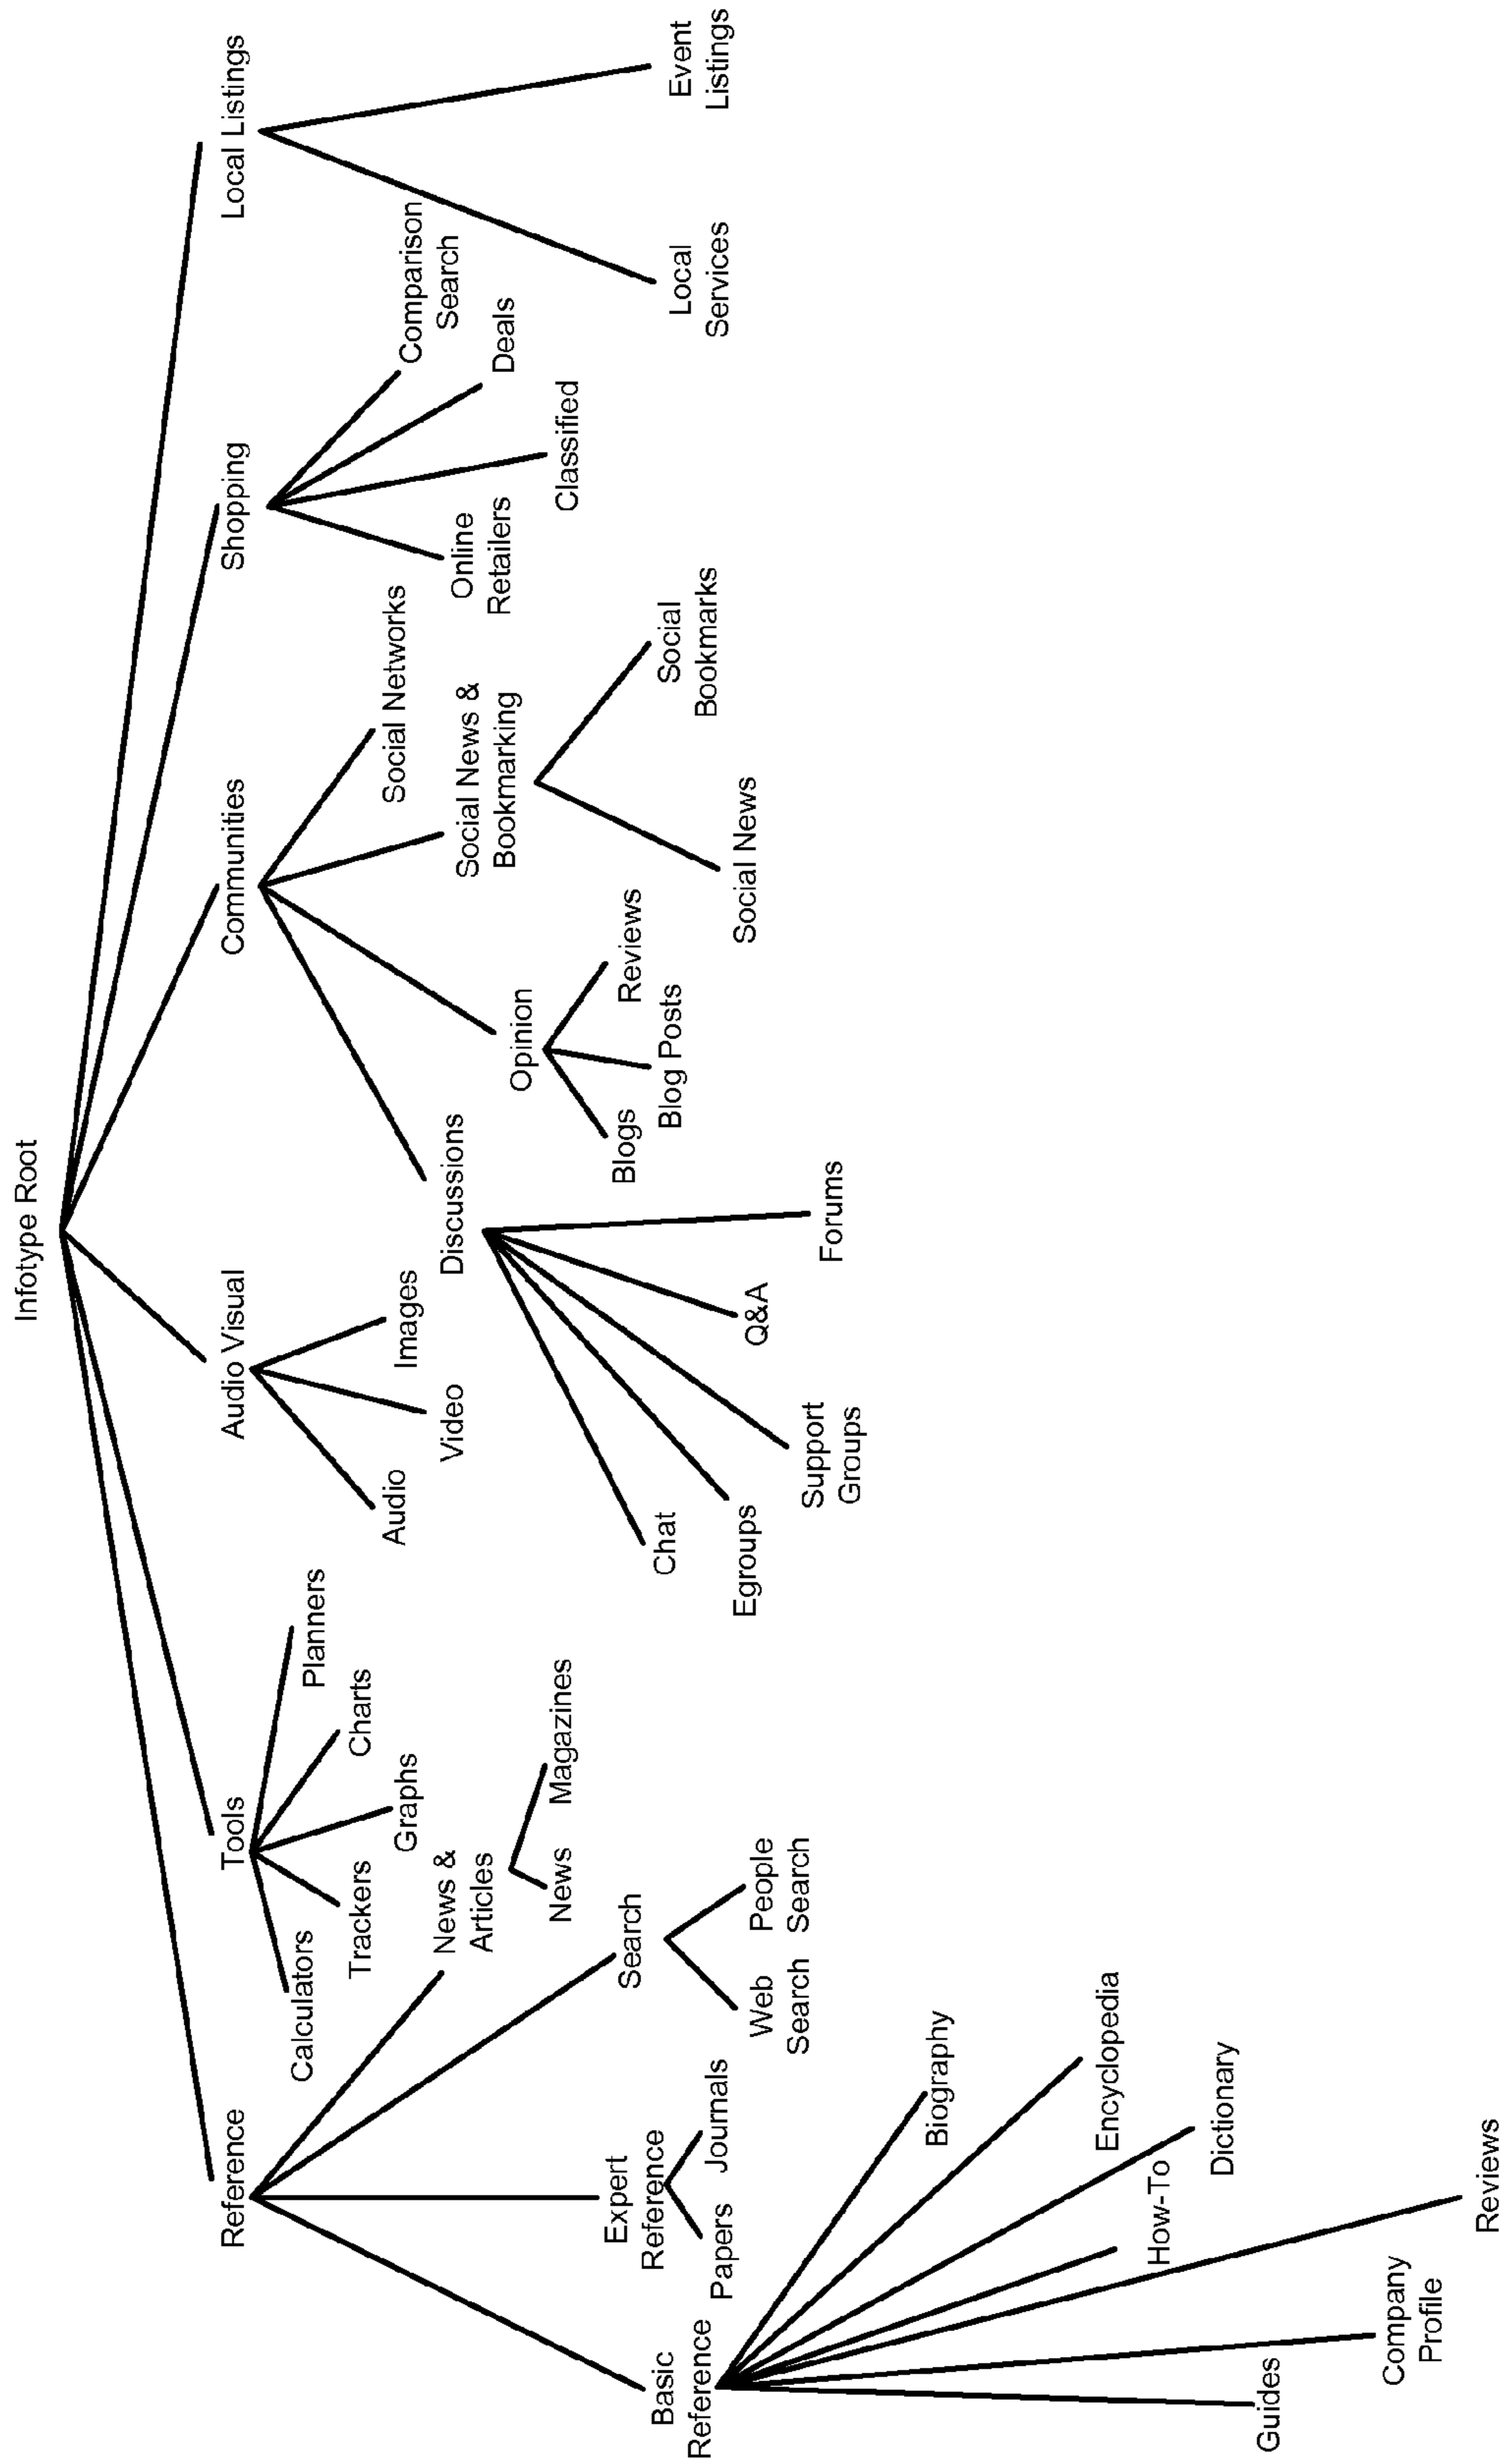 Infotype Root
Reference
Tools
Audio Visual
Communities
Shopping
Local Listings
Calculators
Trackers
Graphs
Charts
Planners
Audio
Video
Images
Social Networks
Comparison
Search
Deals
Classified
Online
Retailers
News &
Articles
News
Magazines
Discussions
Opinion
Social News &
Bookmarking
Blogs
Blog Posts
Reviews
Social News
Social
Bookmarks
Local
Services
Event
Listings
Basic
Reference
Expert
Reference
Papers
Journals
Search
Web
Search
People
Search
Chat
Egroups
Support
Groups
Q&A
Forums
Guides
Company
Profile
Reviews
How-To
Dictionary
Encyclopedia
Biography